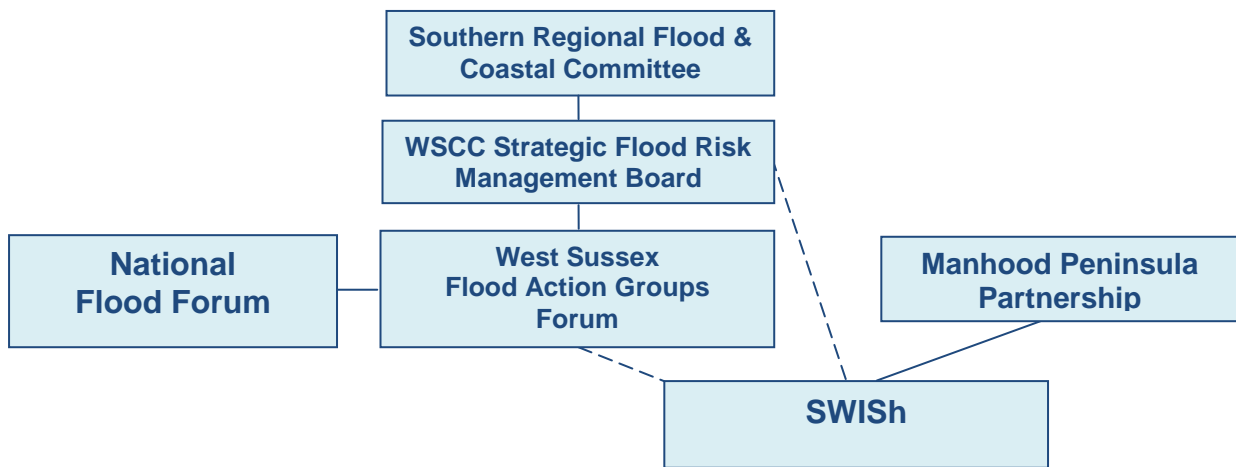 Southern Regional Flood &
Coastal Committee
WSCC Strategic Flood Risk
Management Board
National
Flood Forum
West Sussex
Flood Action Groups
Forum
Manhood Peninsula
Partnership
SWISh